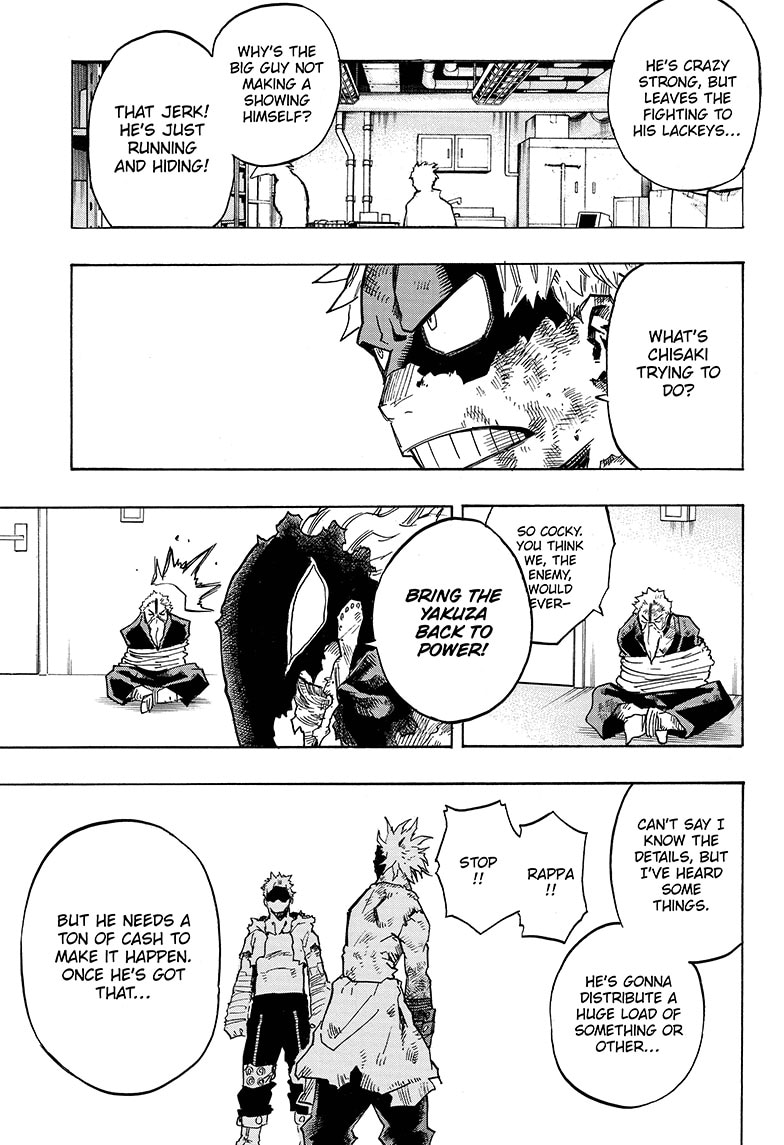 HE'S CRAZY
STRONG, BUT
LEAVES THE
FIGHTING TO
HIS LACKEYS...
WHY'S THE
BIG GUY NOT
MAKING A
SHOWING
HIMSELF?
THAT JERK!
HE'S JUST
RUNNING
AND HIDING!
WHAT'S
CHISAKI
TRYING TO
DO?
SO COCKY.
YOU THINK
WE, THE
ENEMY,
WOULD
EVER-
BRING THE
YAKUZA
BACK TO
POWER!
CAN'T SAY I
KNOW THE
DETAILS, BUT
I'VE HEARD
SOME
THINGS.
RAPPA
!!
STOP
!!
HE'S GONNA
DISTRIBUTE A
HUGE LOAD OF
SOMETHING OR
OTHER...
BUT HE NEEDS A
TON OF CASH TO
MAKE IT HAPPEN.
ONCE HE'S GOT
THAT...